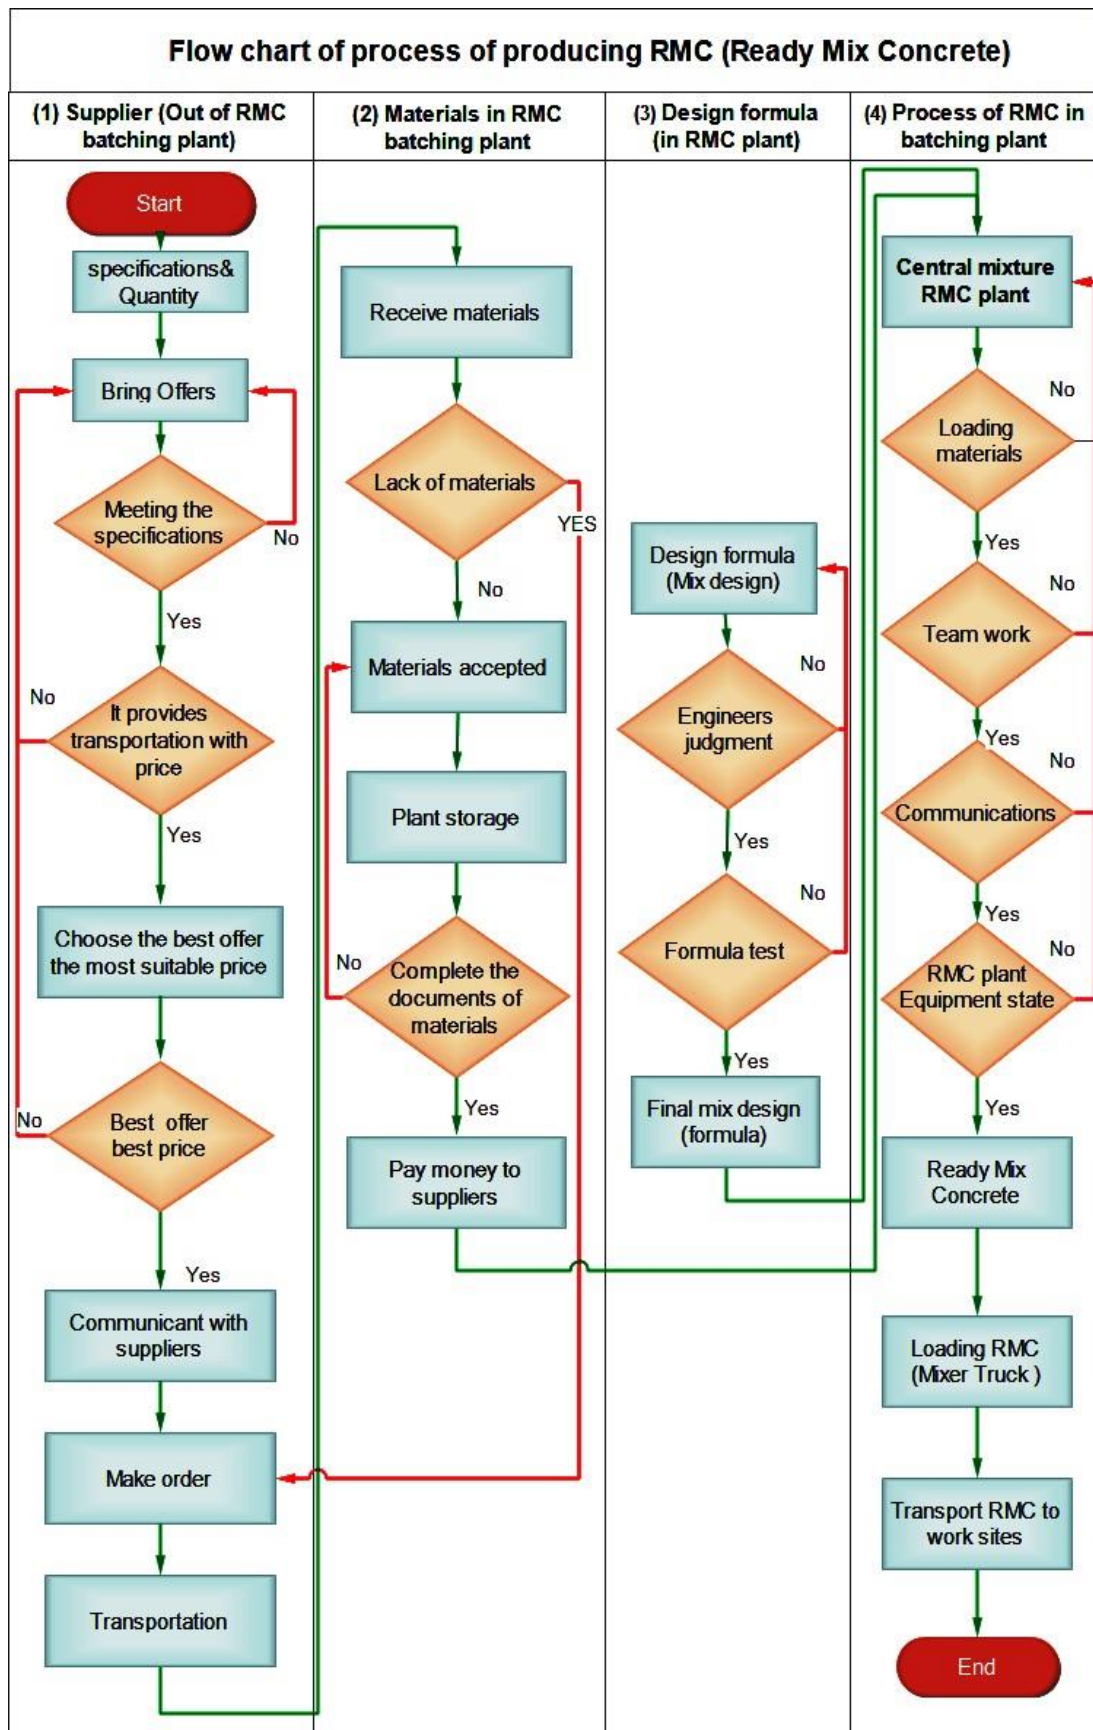 Flow chart of process of producing RMC (Ready Mix Concrete)
(1) Supplier (Out of RMC
batching plant)
Start
specifications&
Quantity
Bring Offers
Meeting the
specifications
No
Yes
No
It provides
transportation with
price
Yes
Choose the best offer
the most suitable price
No
Best offer
best price
Yes
Communicant with
suppliers
Make order
Transportation
(2) Materials in RMC
batching plant
Receive materials
Lack of materials
YES
No
Materials accepted
Plant storage
No
Complete the
documents of
materials
Yes
Pay money to
suppliers
(3) Design formula
(in RMC plant)
Design formula
(Mix design)
No
Engineers
judgment
Yes
No
Formula test
Yes
Final mix design
(formula)
(4) Process of RMC in
batching plant
Central mixture
RMC plant
No
Loading
materials
Yes
No
Team work
Yes
No
Communications
Yes
No
RMC plant
Equipment state
Yes
Ready Mix
Concrete
Loading RMC
(Mixer Truck )
Transport RMC to
work sites
End